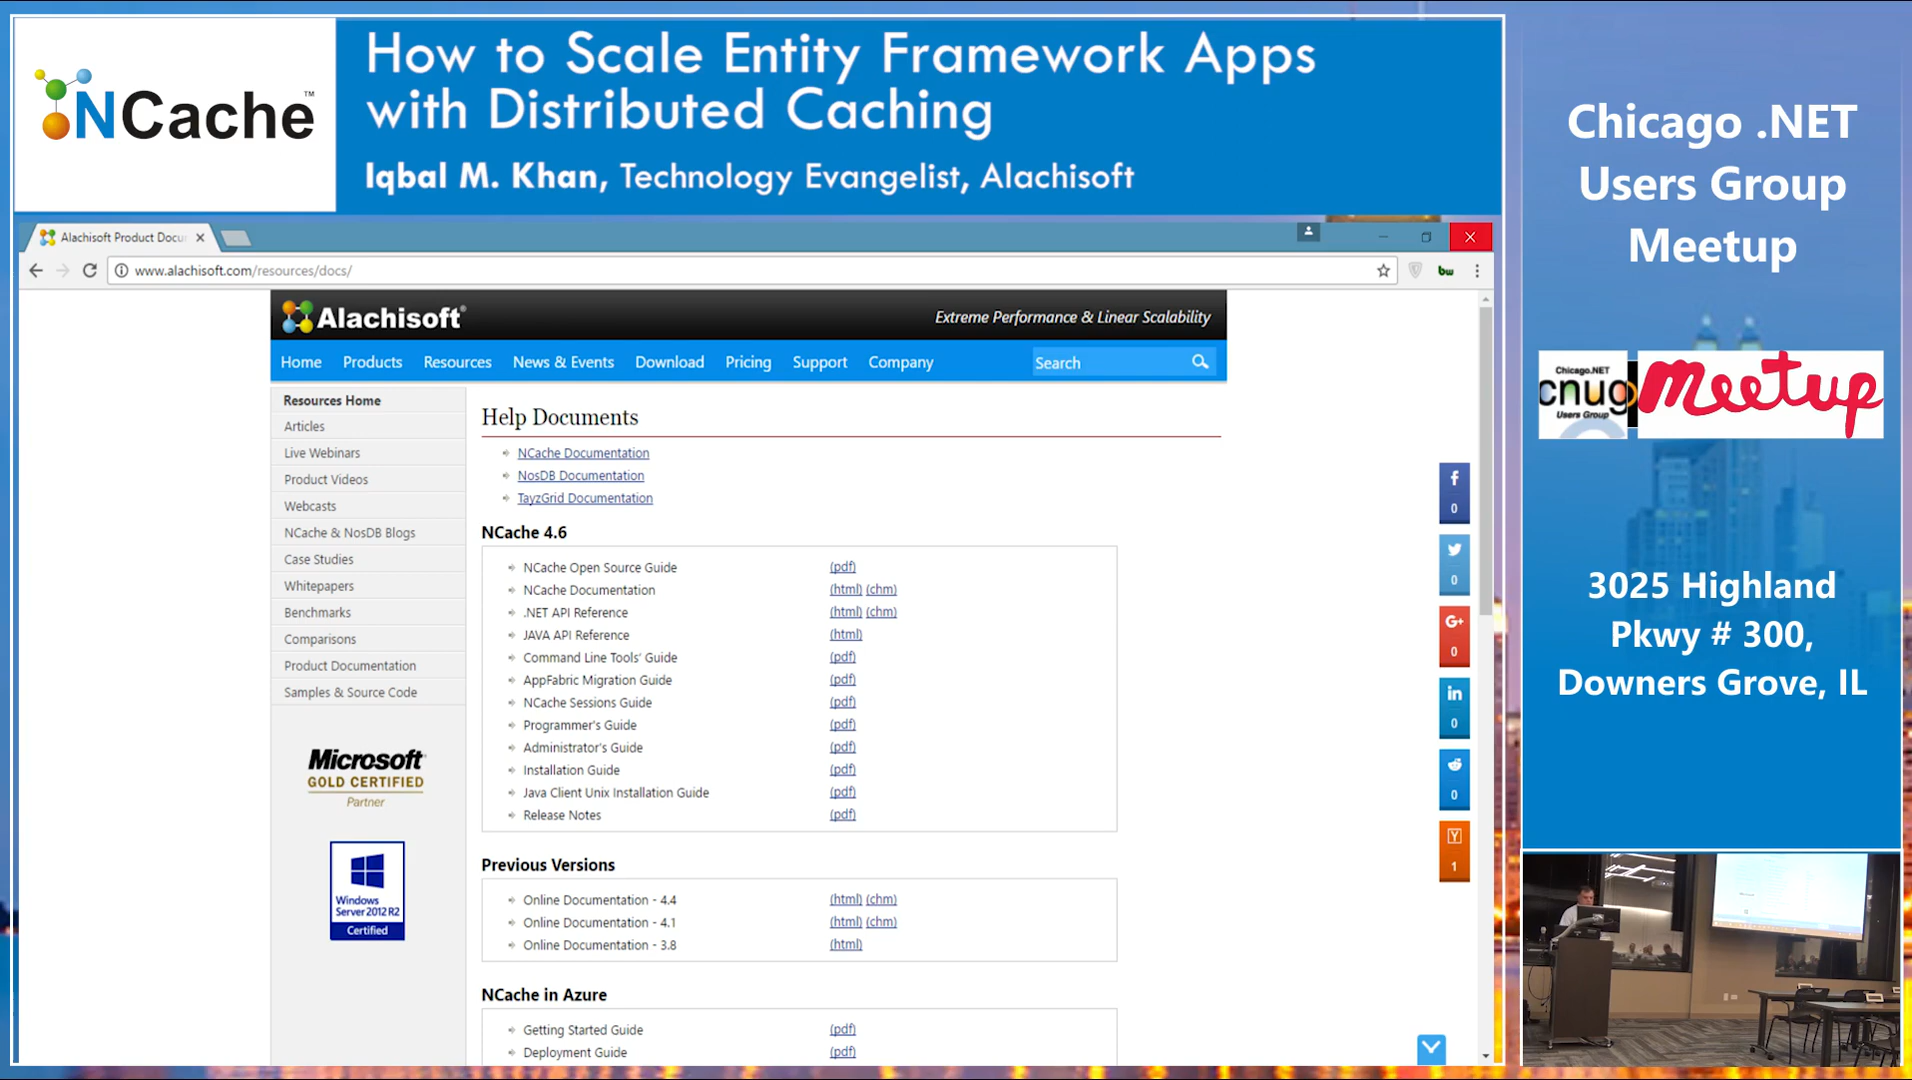 NCache™
How to Scale Entity Framework Apps
with Distributed Caching
Iqbal M. Khan, Technology Evangelist, Alachisoft
Alachisoft Product Docu
www.alachisoft.com/resources/docs/
bw
Alachisoft®
Extreme Performance & Linear Scalability
Home Products Resources News & Events Download Pricing Support Company Search
Resources Home
Articles
Live Webinars
Product Videos
Webcasts
NCache & NosDB Blogs
Case Studies
Whitepapers
Benchmarks
Comparisons
Product Documentation
Samples & Source Code
Microsoft
GOLD CERTIFIED
Partner
Windows
Server 2012 R2
Certified
Help Documents
NCache Documentation
NosDB Documentation
TayzGrid Documentation
NCache 4.6
NCache Open Source Guide (pdf)
NCache Documentation (html) (chm)
.NET API Reference (html) (chm)
JAVA API Reference (html)
Command Line Tools' Guide (pdf)
AppFabric Migration Guide (pdf)
NCache Sessions Guide (pdf)
Programmer's Guide (pdf)
Administrator's Guide (pdf)
Installation Guide (pdf)
Java Client Unix Installation Guide (pdf)
Release Notes (pdf)
Previous Versions
Online Documentation - 4.4 (html) (chm)
Online Documentation - 4.1 (html) (chm)
Online Documentation - 3.8 (html)
NCache in Azure
Getting Started Guide (pdf)
Deployment Guide (pdf)
f
0
0
G+
0
in
0
0
Y
1
Chicago .NET
Users Group
Meetup
Chicago.NET
cnug
Users Group
meetup
3025 Highland
Pkwy # 300,
Downers Grove, IL